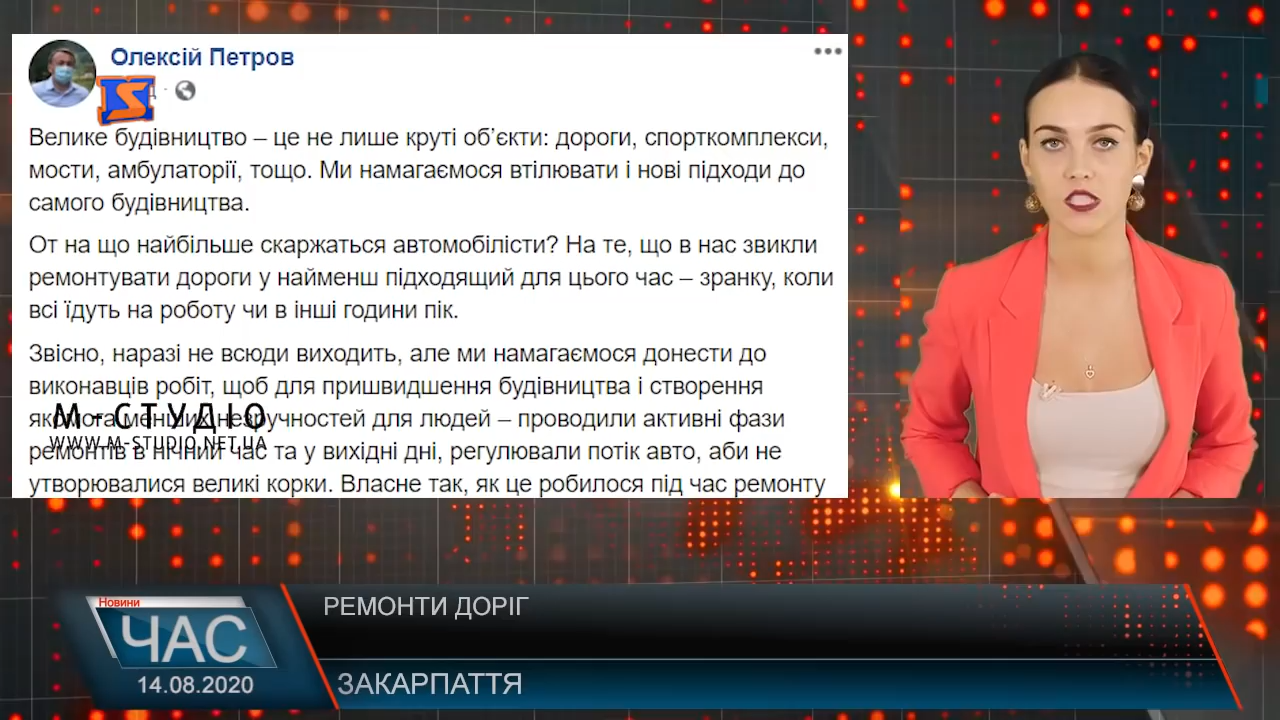 Олексій Петров
Велике будівництво – це не лише круті об’єкти: дороги, спорткомплекси,
мости, амбулаторії, тощо. Ми намагаємося втілювати і нові підходи до
самого будівництва.
От на що найбільше скаржаться автомобілісти? На те, що в нас звикли
ремонтувати дороги у найменш підходящий для цього час – зранку, коли
всі їдуть на роботу чи в інші години пік.
Звісно, наразі не всюди виходить, але ми намагаємося донести до
виконавців робіт, щоб для пришвидшення будівництва і створення
якомога менших незручностей для людей – проводили активні фази
М-СТУДІО
ремонтів в нічний час та у вихідні дні, регулювали потік авто, аби не
WWW.M-STUDIO.NET.UA
утворювалися великі корки. Власне так, як це робилося під час ремонту
РЕМОНТИ ДОРІГ
Новини
ЧАС
14.08.2020
ЗАКАРПАТТЯ